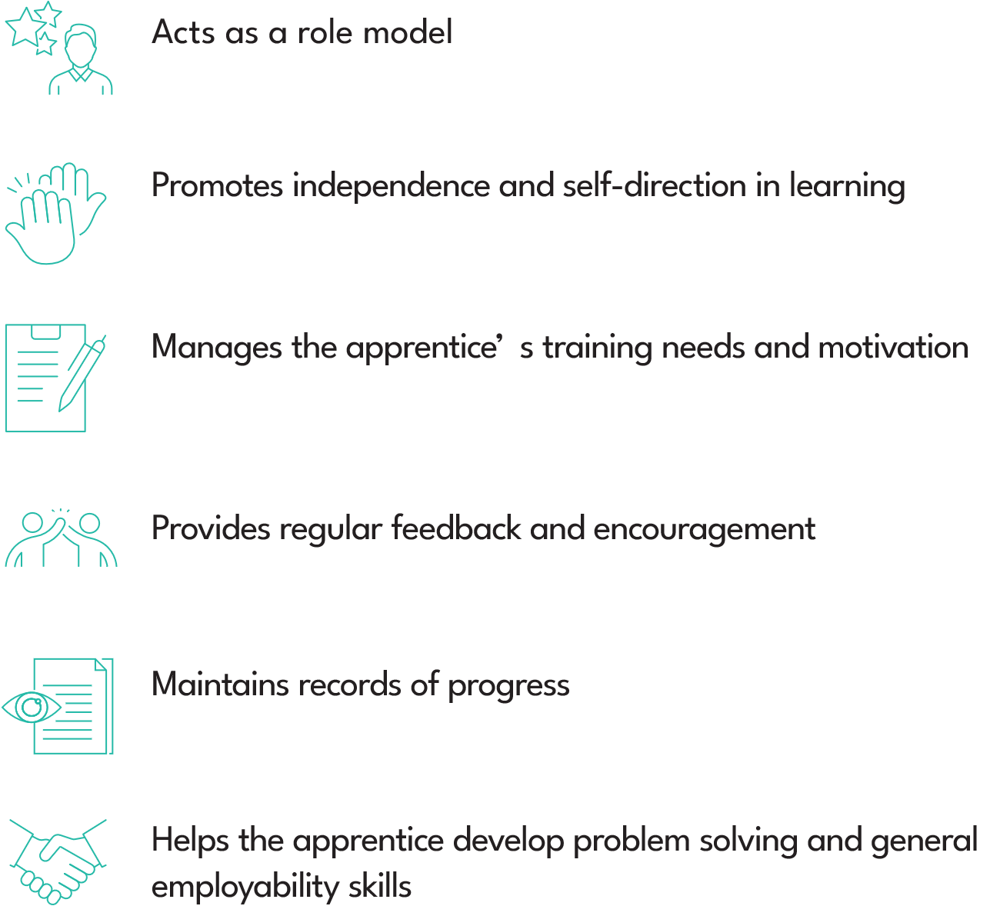 Acts as a role model
Promotes independence and self-direction in learning
Manages the apprentice’ s training needs and motivation
Provides regular feedback and encouragement
Maintains records of progress
Helps the apprentice develop problem solving and general
employability skills